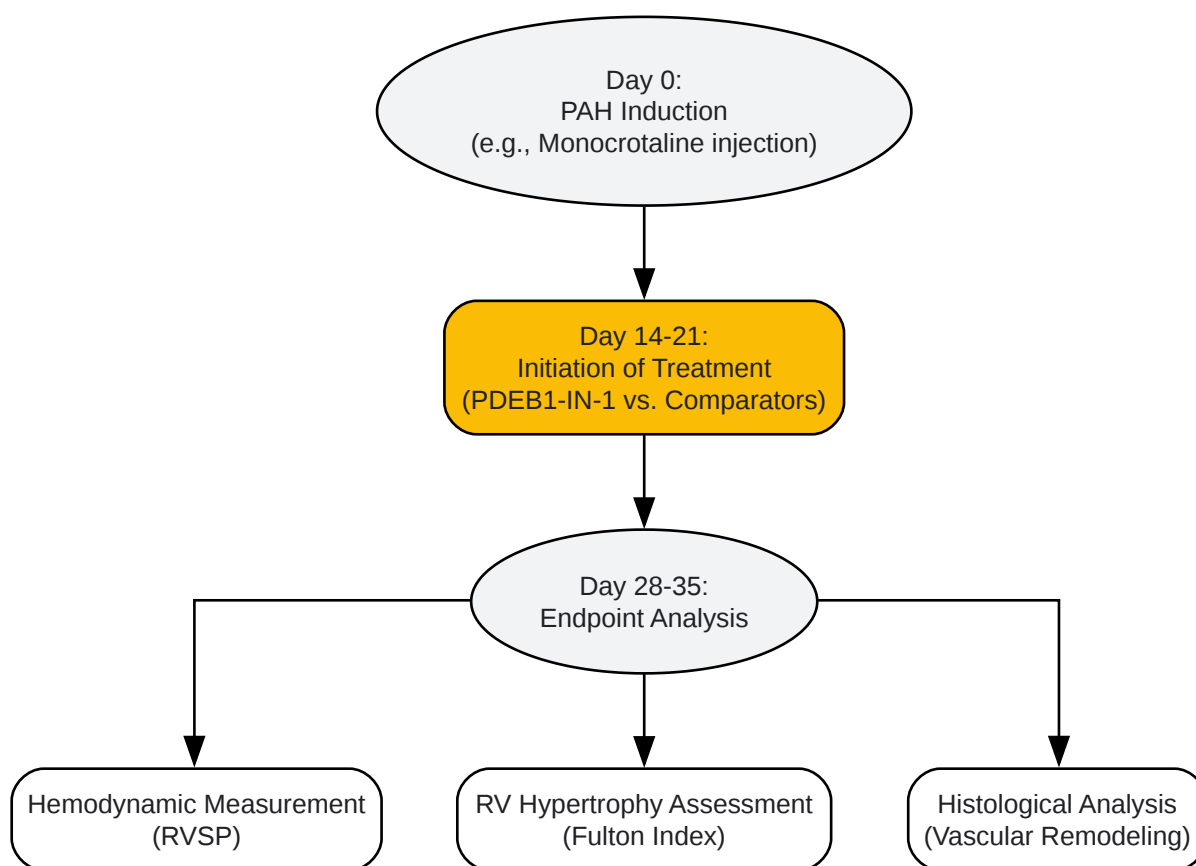 Day 0:
PAH Induction
(e.g., Monocrotaline injection)
Day 14-21:
Initiation of Treatment
(PDEB1-IN-1 vs. Comparators)
Day 28-35:
Endpoint Analysis
Hemodynamic Measurement
(RVSP)
RV Hypertrophy Assessment
(Fulton Index)
Histological Analysis
(Vascular Remodeling)